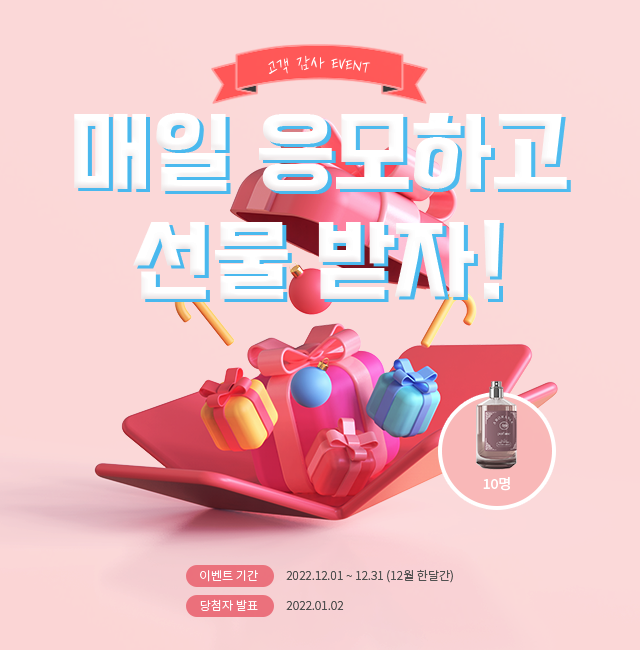 고객 감사 EVENT
매일 응모하고
선물 받자!
10명
이벤트 기간 2022.12.01 ~ 12.31 (12월 한달간)
당첨자 발표 2022.01.02